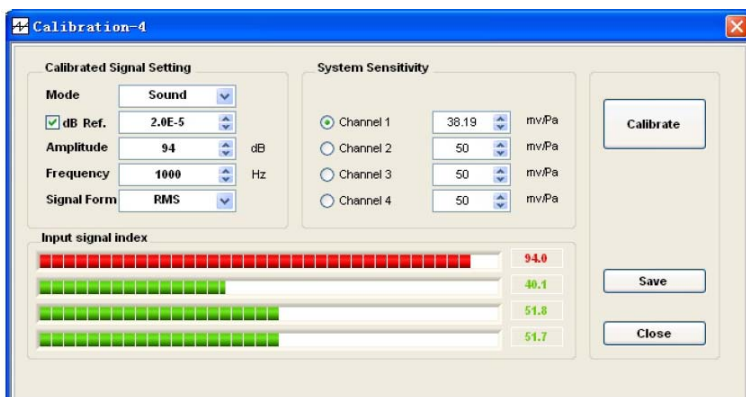 Calibration-4
Calibrated Signal Setting
Mode Sound
dB Ref. 2.0E-5
Amplitude 94 dB
Frequency 1000 Hz
Signal Form RMS
System Sensitivity
Channel 1 38.19 mv/Pa
Channel 2 50 mv/Pa
Channel 3 50 mv/Pa
Channel 4 50 mv/Pa
Calibrate
Input signal index
94.0
40.1
51.8
51.7
Save
Close